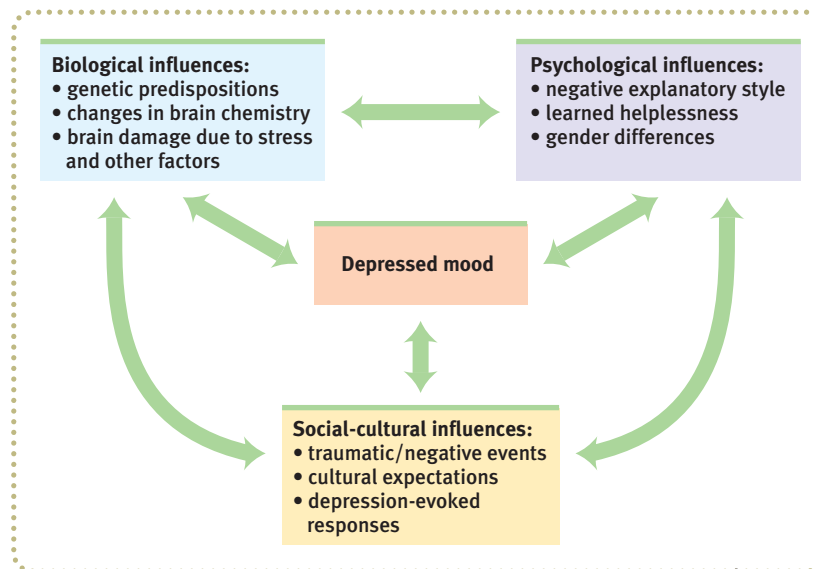 Biological influences:
• genetic predispositions
• changes in brain chemistry
• brain damage due to stress
and other factors
Psychological influences:
• negative explanatory style
• learned helplessness
• gender differences
Depressed mood
Social-cultural influences:
• traumatic/negative events
• cultural expectations
• depression-evoked
responses